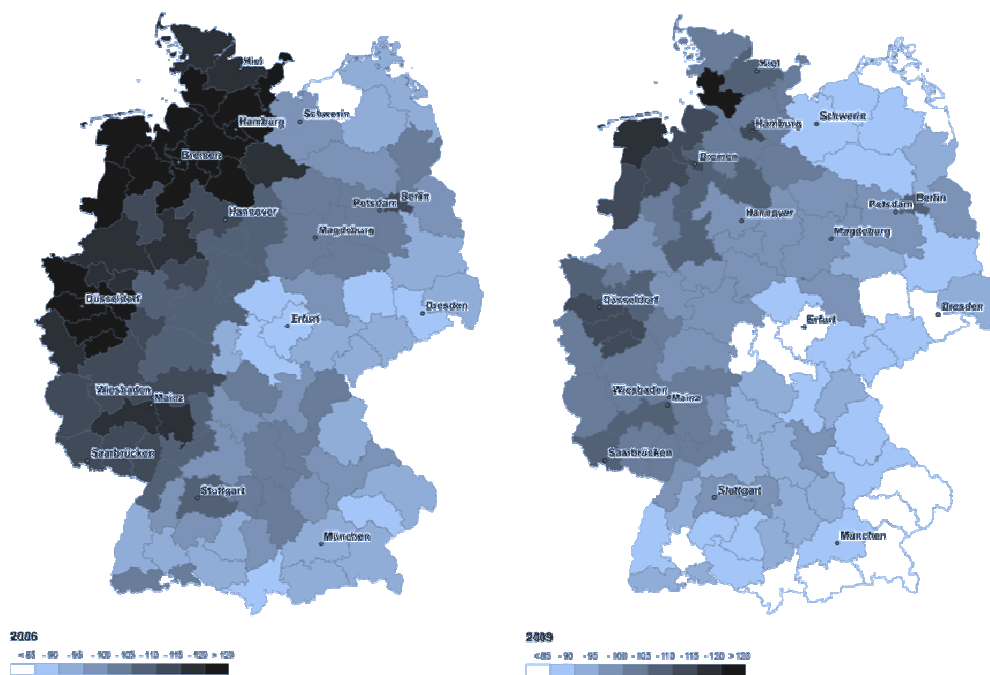 Kiel
Schwerin
Hamburg
Bremen
Berlin
Potsdam
Hannover
Magdeburg
Düsseldorf
Dresden
Erfurt
Wiesbaden
Mainz
Saarbrücken
Stuttgart
München
2006
< 85 - 90 - 95 - 100 - 105 - 110 - 115 - 120 > 120
Kiel
Schwerin
Hamburg
Bremen
Berlin
Potsdam
Hannover
Magdeburg
Düsseldorf
Dresden
Erfurt
Wiesbaden
Mainz
Saarbrücken
Stuttgart
München
2009
< 85 - 90 - 95 - 100 - 105 - 110 - 115 - 120 > 120